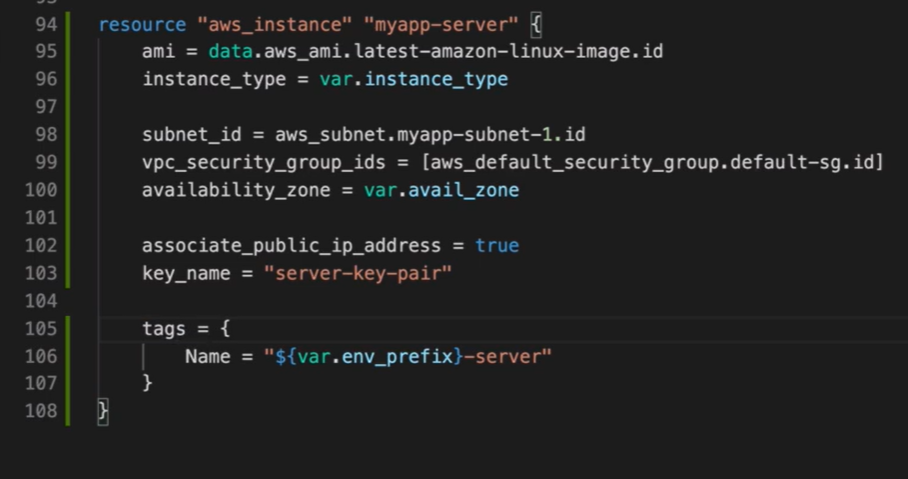 94 resource "aws_instance" "myapp-server" {
95 ami = data.aws_ami.latest-amazon-linux-image.id
96 instance_type = var.instance_type
97
98 subnet_id = aws_subnet.myapp-subnet-1.id
99 vpc_security_group_ids = [aws_default_security_group.default-sg.id]
100 availability_zone = var.avail_zone
101
102 associate_public_ip_address = true
103 key_name = "server-key-pair"
104
105 tags = {
106 Name = "${var.env_prefix}-server"
107 }
108 }